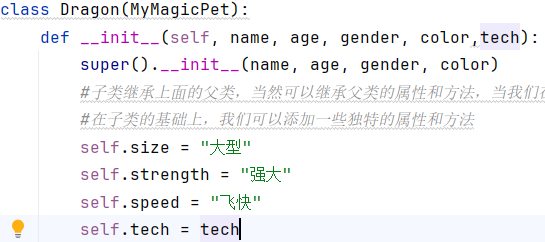 class Dragon(MyMagicPet):
    def __init__(self, name, age, gender, color,tech):
        super().__init__(name, age, gender, color)
        #子类继承上面的父类，当然可以继承父类的属性和方法，当我们
        #在子类的基础上，我们可以添加一些独特的属性和方法
        self.size = "大型"
        self.strength = "强大"
        self.speed = "飞快"
        self.tech = tech